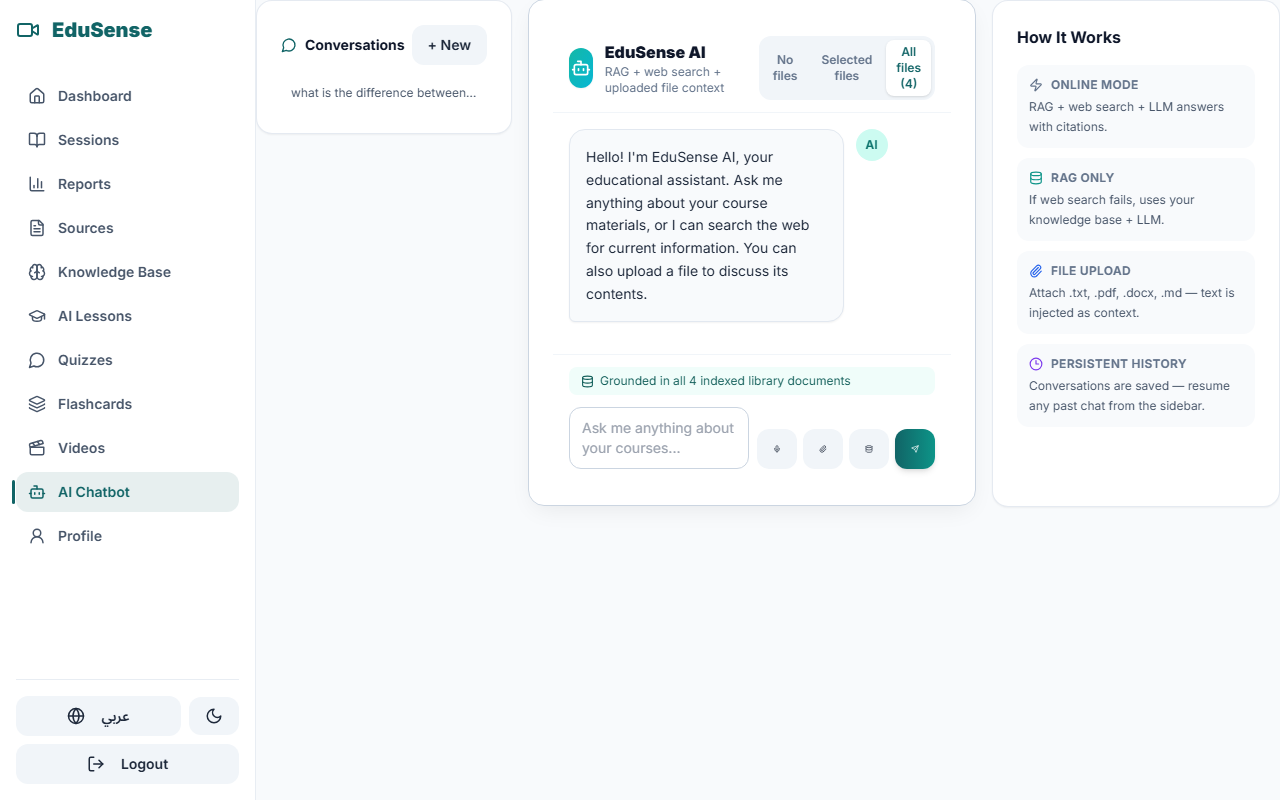 EduSense
Dashboard
Sessions
Reports
Sources
Knowledge Base
AI Lessons
Quizzes
Flashcards
Videos
AI Chatbot
Profile
عربي
Logout
Conversations
+ New
what is the difference between...
EduSense AI
RAG + web search +
uploaded file context
No
files
Selected
files
All
files
(4)
Hello! I'm EduSense AI, your
educational assistant. Ask me
anything about your course
materials, or I can search the web
for current information. You can
also upload a file to discuss its
contents.
AI
Grounded in all 4 indexed library documents
Ask me anything about
your courses...
How It Works
ONLINE MODE
RAG + web search + LLM answers
with citations.
RAG ONLY
If web search fails, uses your
knowledge base + LLM.
FILE UPLOAD
Attach .txt, .pdf, .docx, .md — text is
injected as context.
PERSISTENT HISTORY
Conversations are saved — resume
any past chat from the sidebar.